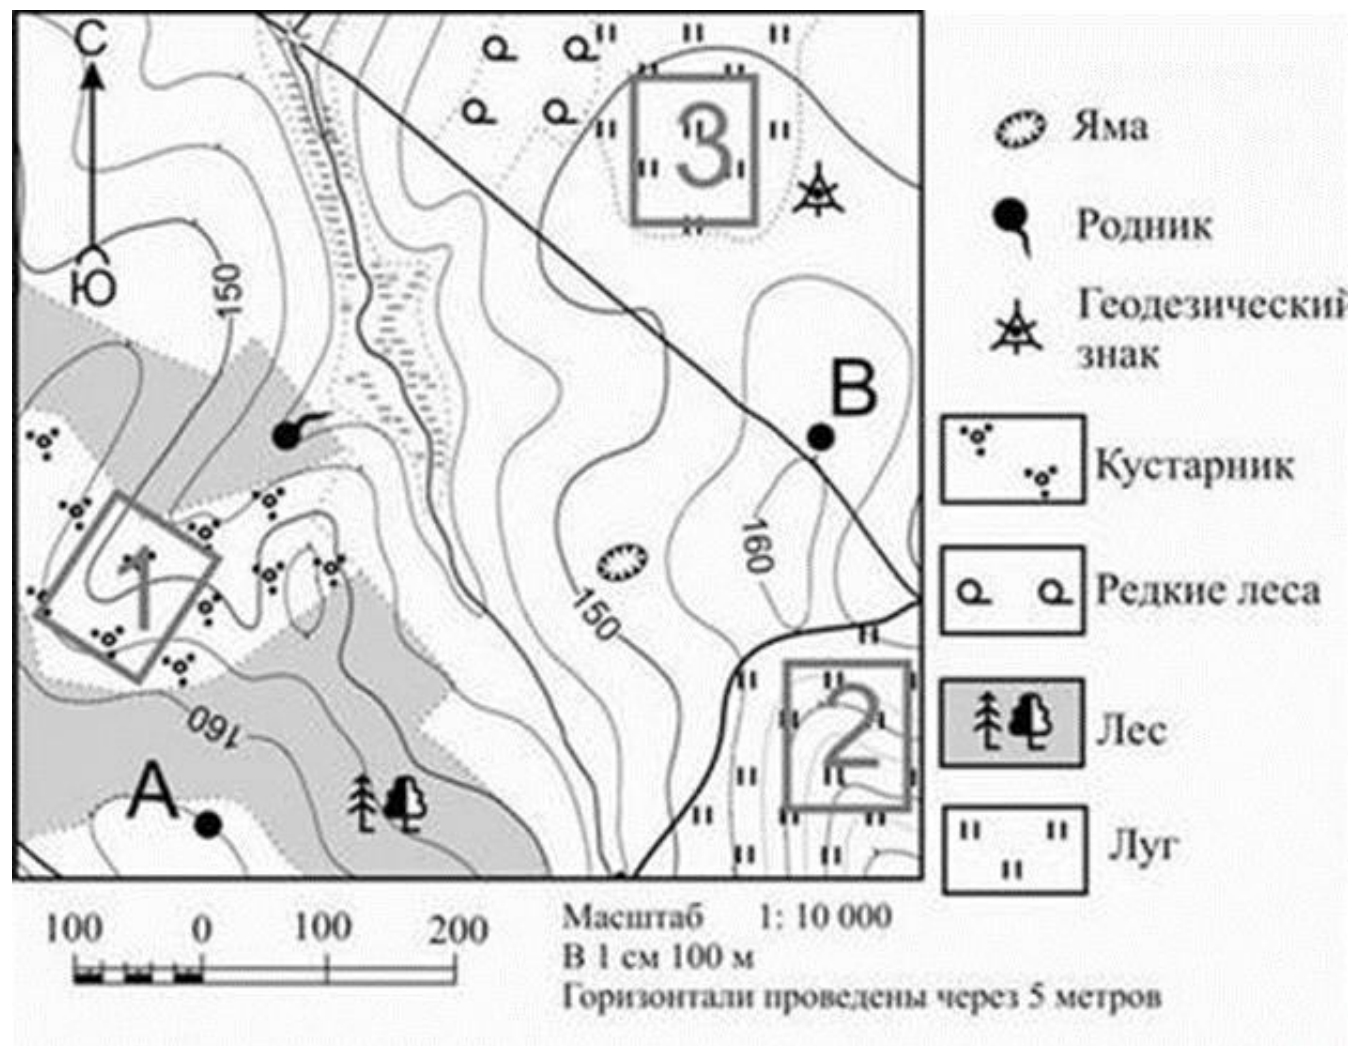 С
Ю
150
3
В
1
160
150
160
2
А
Яма
Родник
Геодезический
знак
Кустарник
Редкие леса
Лес
Луг
100 0 100 200
Масштаб 1: 10 000
В 1 см 100 м
Горизонтали проведены через 5 метров